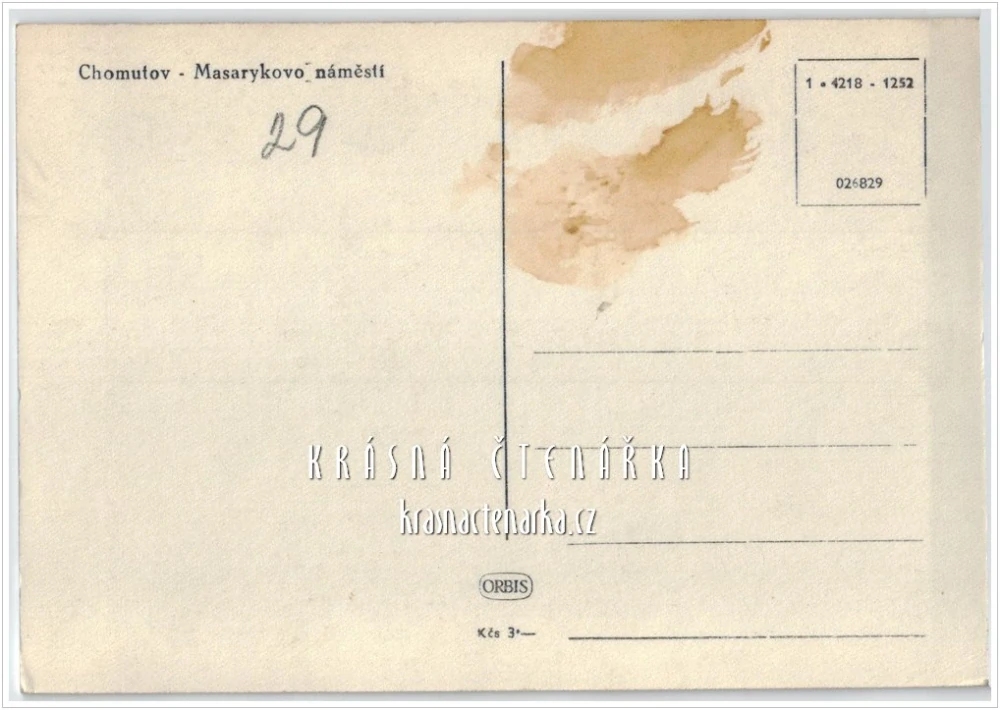 Chomutov - Masarykovo náměstí
29
1 • 4218 - 1252
026829
KRÁSNÁ ČTENÁŘKA
krasnactenarka.cz
ORBIS
Kčs 3·—